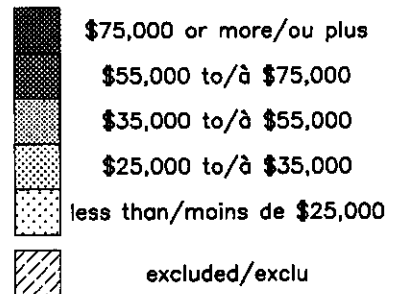 $75,000 or more/ou plus
$55,000 to/à $75,000
$35,000 to/à $55,000
$25,000 to/à $35,000
less than/moins de $25,000
excluded/exclu